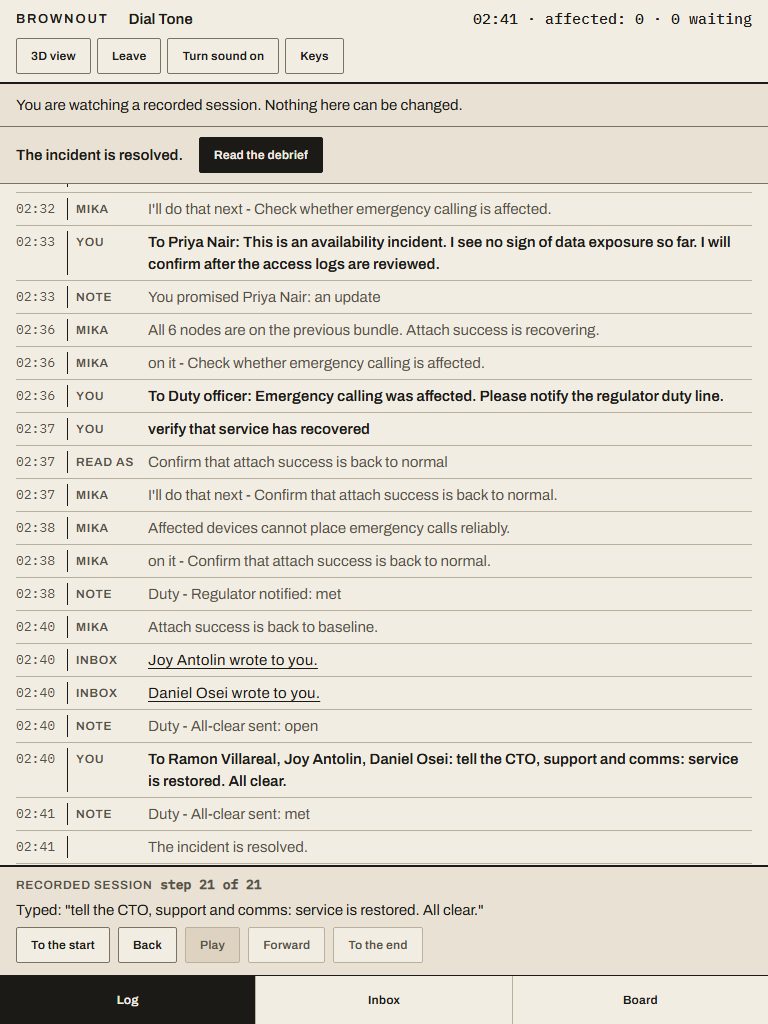 BROWNOUT Dial Tone 02:41 · affected: 0 · 0 waiting
3D view Leave Turn sound on Keys
You are watching a recorded session. Nothing here can be changed.
The incident is resolved. Read the debrief
02:32 MIKA I'll do that next - Check whether emergency calling is affected.
02:33 YOU To Priya Nair: This is an availability incident. I see no sign of data exposure so far. I will
confirm after the access logs are reviewed.
02:33 NOTE You promised Priya Nair: an update
02:36 MIKA All 6 nodes are on the previous bundle. Attach success is recovering.
02:36 MIKA on it - Check whether emergency calling is affected.
02:36 YOU To Duty officer: Emergency calling was affected. Please notify the regulator duty line.
02:37 YOU verify that service has recovered
02:37 READ AS Confirm that attach success is back to normal
02:37 MIKA I'll do that next - Confirm that attach success is back to normal.
02:38 MIKA Affected devices cannot place emergency calls reliably.
02:38 MIKA on it - Confirm that attach success is back to normal.
02:38 NOTE Duty - Regulator notified: met
02:40 MIKA Attach success is back to baseline.
02:40 INBOX Joy Antolin wrote to you.
02:40 INBOX Daniel Osei wrote to you.
02:40 NOTE Duty - All-clear sent: open
02:40 YOU To Ramon Villareal, Joy Antolin, Daniel Osei: tell the CTO, support and comms: service
is restored. All clear.
02:41 NOTE Duty - All-clear sent: met
02:41 The incident is resolved.
RECORDED SESSION step 21 of 21
Typed: "tell the CTO, support and comms: service is restored. All clear."
To the start Back Play Forward To the end
Log Inbox Board